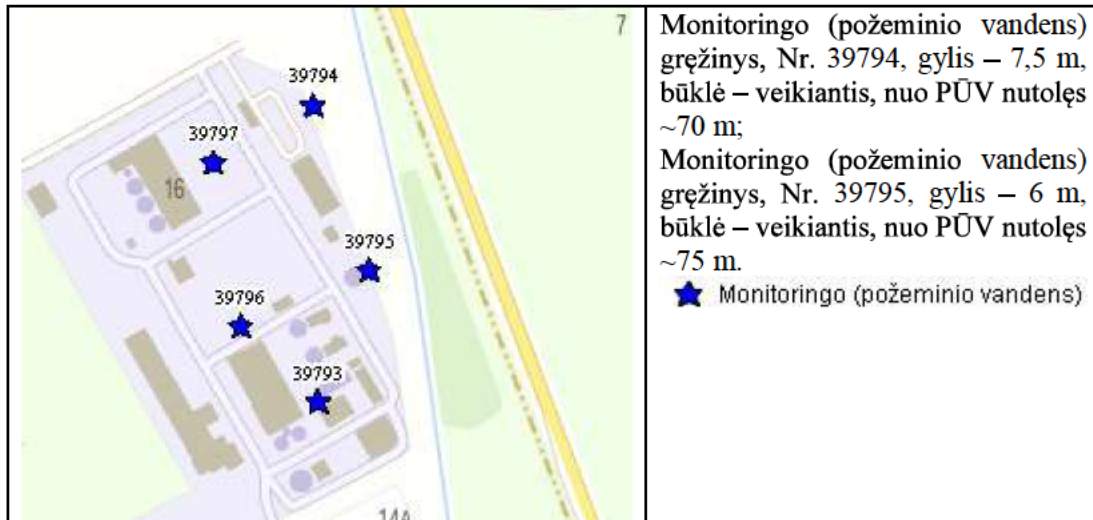 7
39794
39797
16
39795
39796
39793
14A
Monitoringo (požeminio vandens)
gręžinys, Nr. 39794, gylis – 7,5 m,
būklė – veikiantis, nuo PŪV nutolęs
~70 m;
Monitoringo (požeminio vandens)
gręžinys, Nr. 39795, gylis – 6 m,
būklė – veikiantis, nuo PŪV nutolęs
~75 m.
Monitoringo (požeminio vandens)